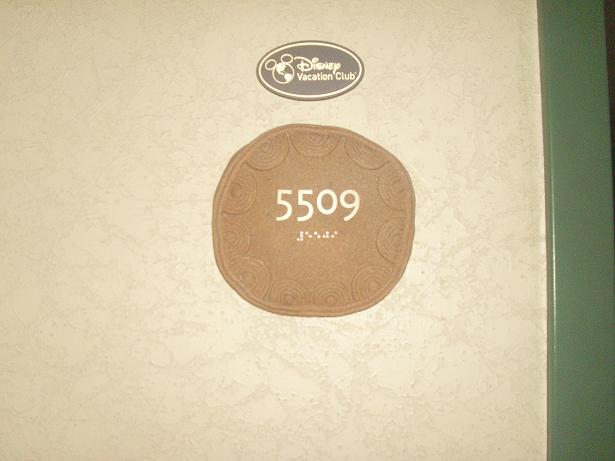 Disney
Vacation Club
5509
⠼⠑⠑⠚⠊